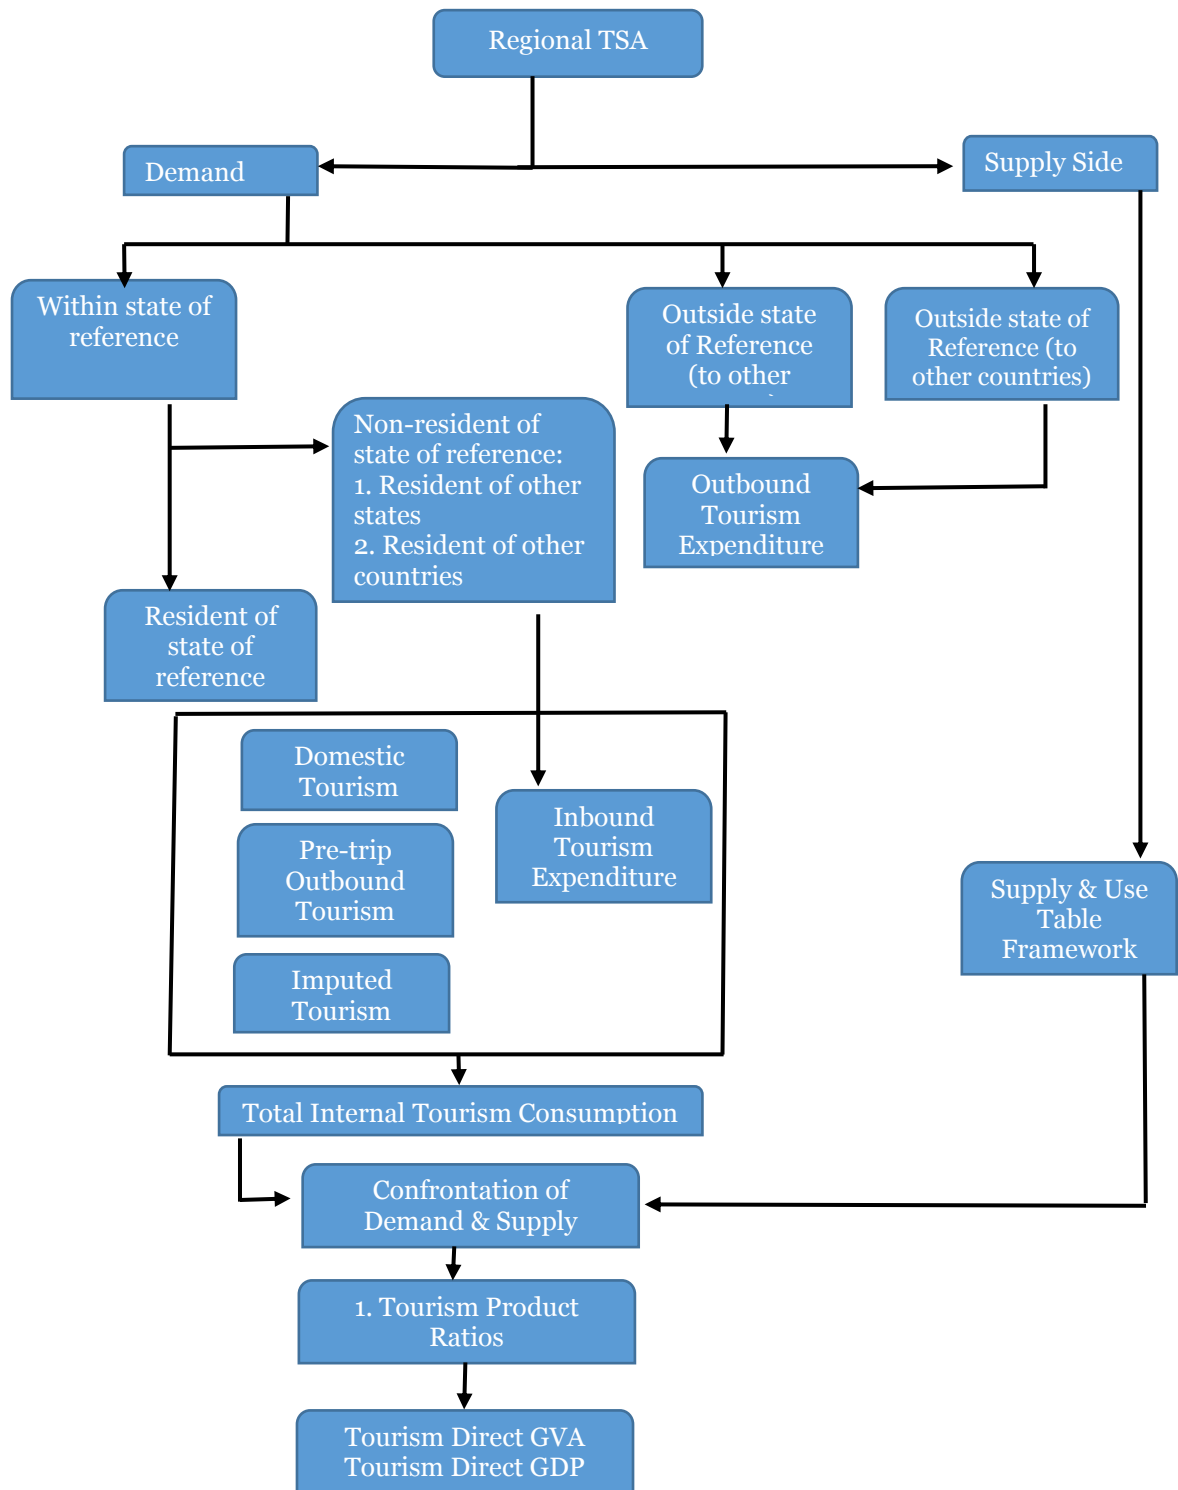 Regional TSA
Demand
Supply Side
Within state of
reference
Outside state
of Reference
(to other
Outside state of
Reference (to
other countries)
Non-resident of
state of reference:
1. Resident of other
states
2. Resident of other
countries
Outbound
Tourism
Expenditure
Resident of
state of
reference
Domestic
Tourism
Pre-trip
Outbound
Tourism
Imputed
Tourism
Inbound
Tourism
Expenditure
Supply & Use
Table
Framework
Total Internal Tourism Consumption
Confrontation of
Demand & Supply
1. Tourism Product
Ratios
Tourism Direct GVA
Tourism Direct GDP